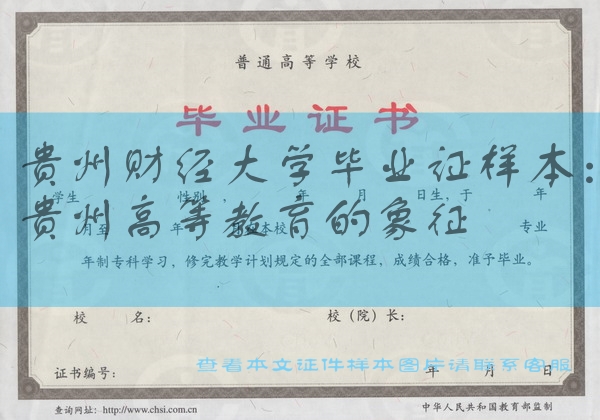 普通高等学校
毕业证书
贵州财经大学毕业证样本：
学生 性别 ， 年 月 日生，于 年
贵州高等教育的象征
月至 年 本校 专业
年制专科学习，修完教学计划规定的全部课程，成绩合格，准予毕业。
校 名： 校（院）长：
查看本文证件样本图片请联系客服
证书编号： 年 月 日
查询网址：http://www.chsi.com.cn 中华人民共和国教育部监制